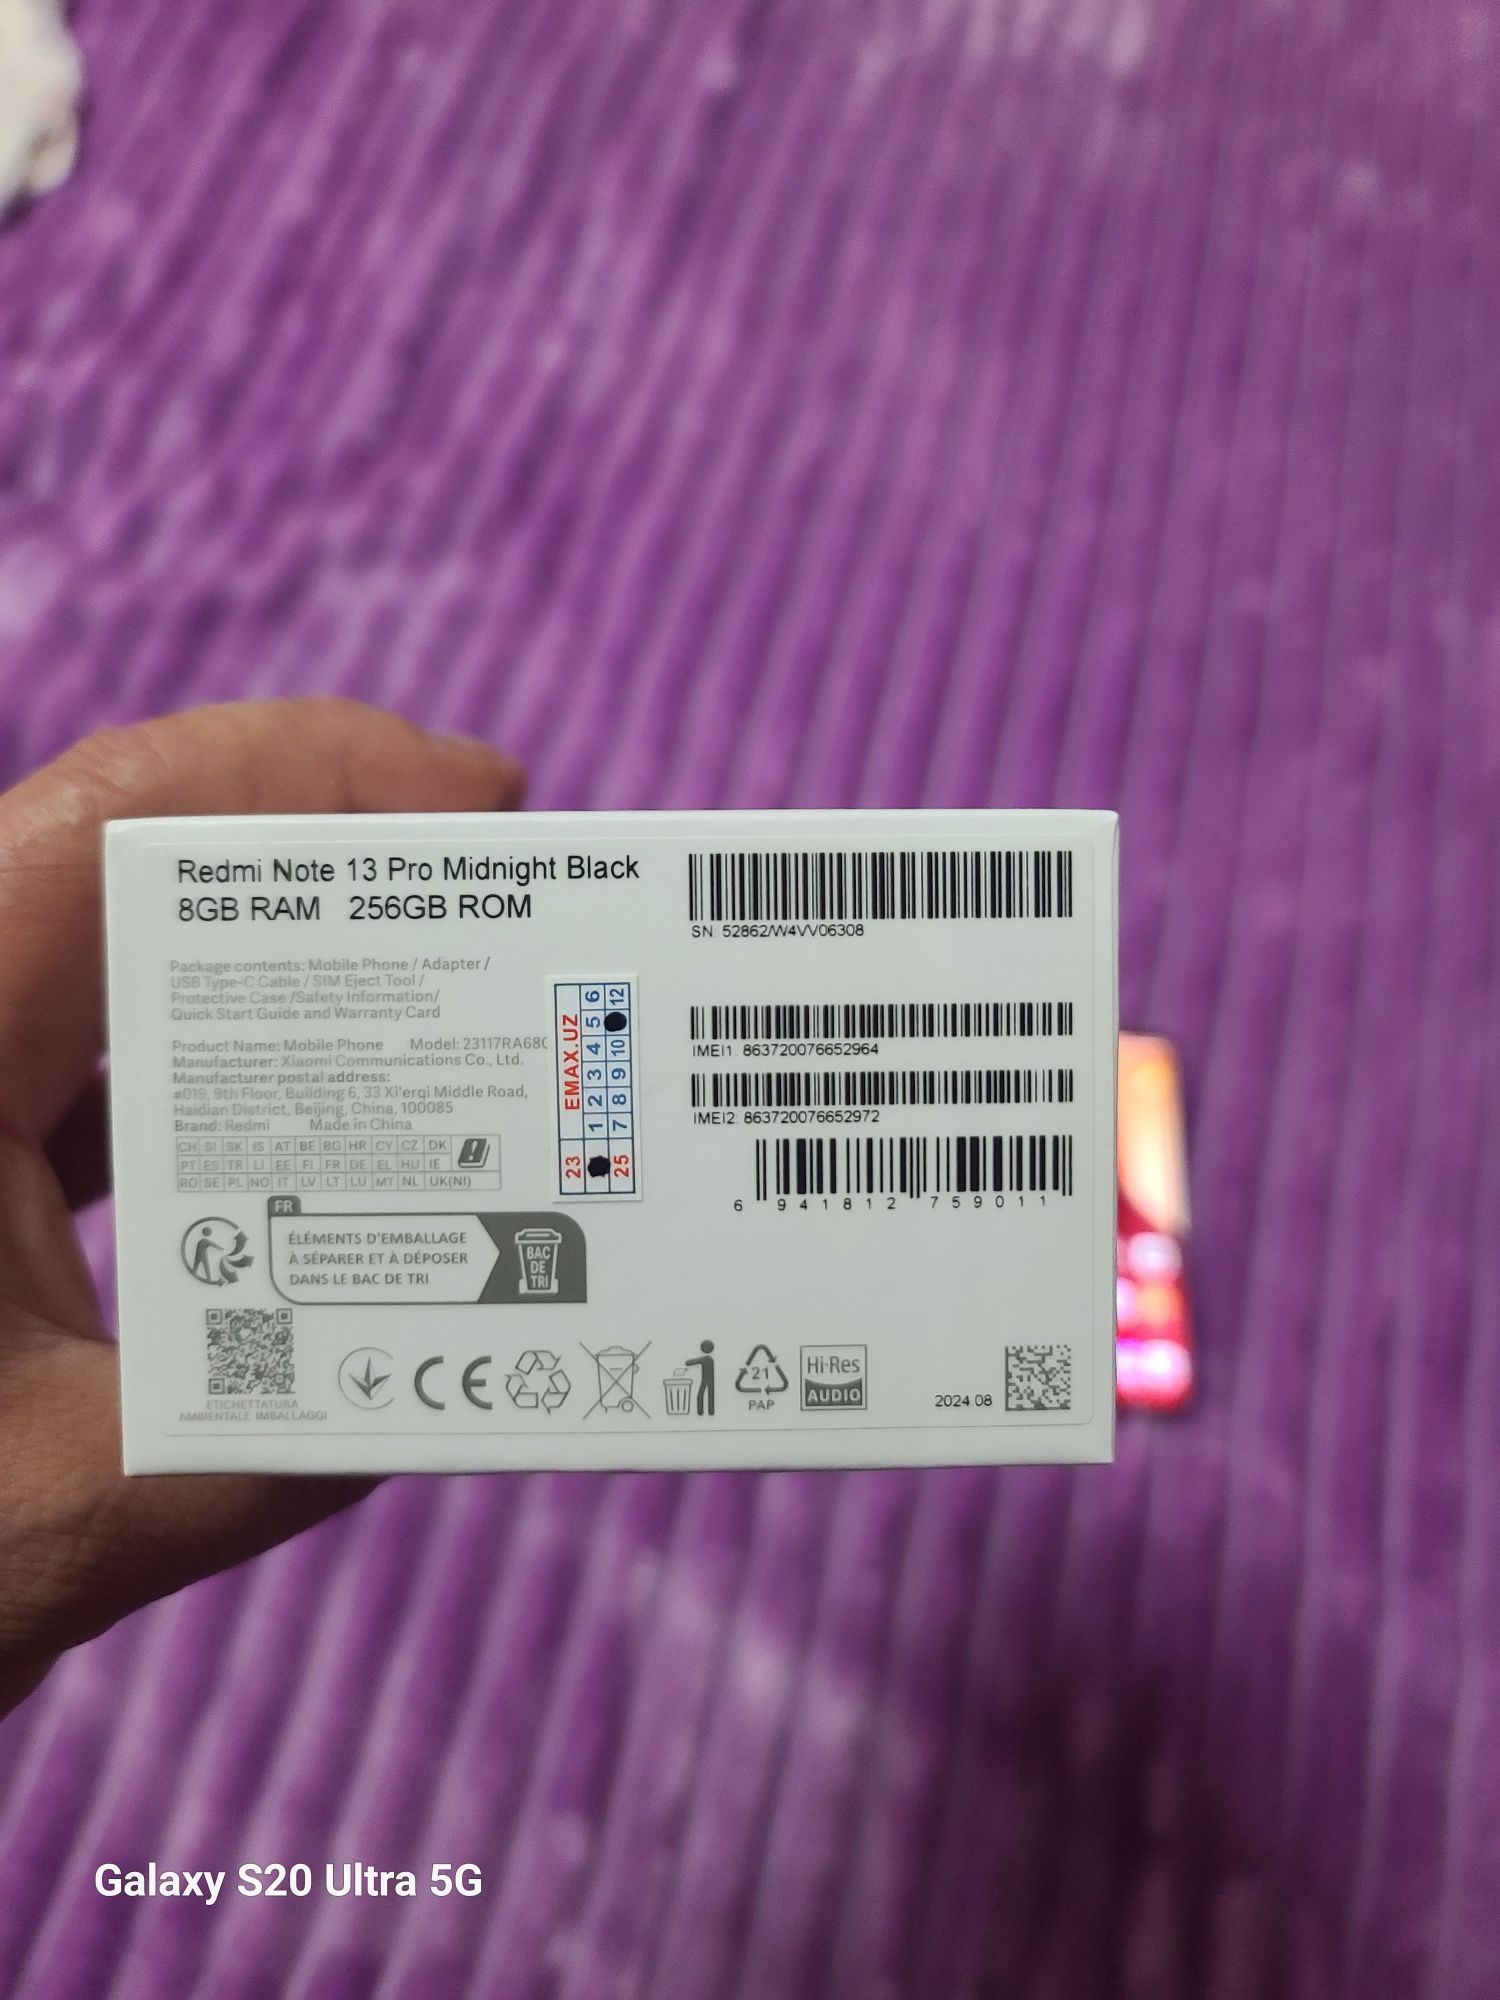 Redmi Note 13 Pro Midnight Black
8GB RAM 256GB ROM
Package contents: Mobile Phone / Adapter /
USB Type-C Cable / SIM Eject Tool /
Protective Case /Safety Information/
Quick Start Guide and Warranty Card
Product Name: Mobile Phone Model: 23117RA68
Manufacturer: Xiaomi Communications Co., Ltd.
Manufacturer postal address:
#019, 9th Floor, Building 6, 33 Xi'erqi Middle Road,
Haidian District, Beijing, China, 100085
Brand: Redmi Made in China
CH SI SK IS AT BE BG HR CY CZ DK
PT ES TR LI EE FI FR DE EL HU IE
RO SE PL NO IT LV LT LU MT NL UK(NI)
FR
ÉLÉMENTS D'EMBALLAGE
À SÉPARER ET À DÉPOSER
DANS LE BAC DE TRI
BAC
DE
TRI
ETICHETTATURA
AMBIENTALE IMBALLAGGI
EMAX.UZ
23 25
1 2 3 4 5 6
7 8 9 10 12
SN: 52862/W4VV06308
IMEI1: 863720076652964
IMEI2: 863720076652972
6 941812 759011
CE
21
PAP
Hi-Res
AUDIO
2024 08
Galaxy S20 Ultra 5G